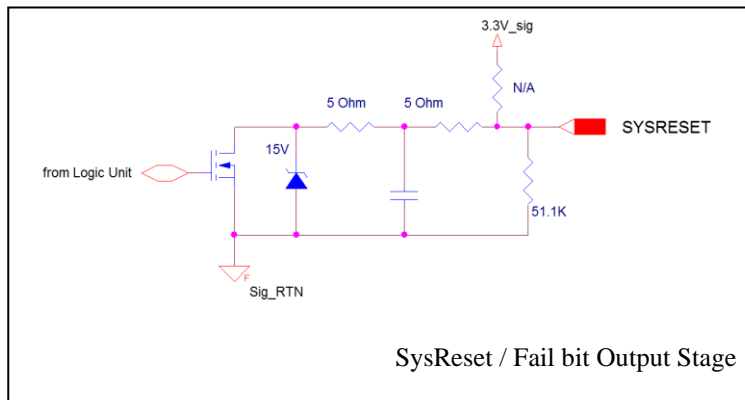 3.3V_sig
N/A
5 Ohm
5 Ohm
SYSRESET
15V
from Logic Unit
51.1K
F
Sig_RTN
SysReset / Fail bit Output Stage